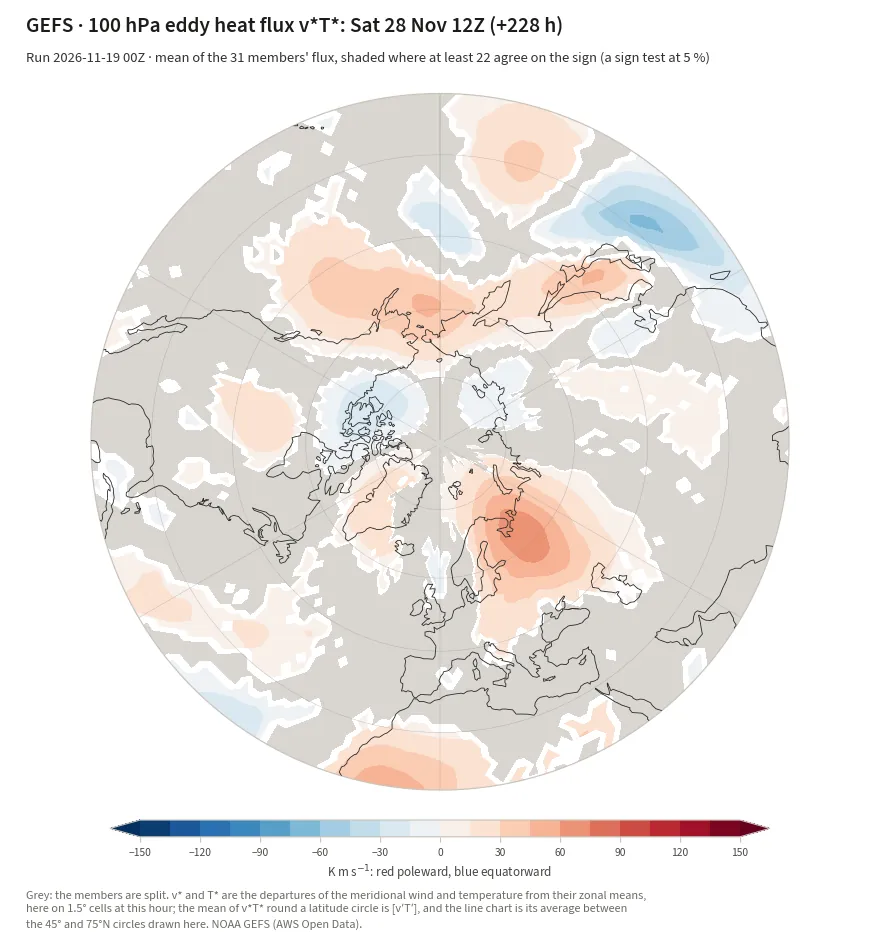 GEFS · 100 hPa eddy heat flux v*T*: Sat 28 Nov 12Z (+228 h)
Run 2026-11-19 00Z · mean of the 31 members' flux, shaded where at least 22 agree on the sign (a sign test at 5 %)
−150 −120 −90 −60 −30 0 30 60 90 120 150
K m s⁻¹: red poleward, blue equatorward
Grey: the members are split. v* and T* are the departures of the meridional wind and temperature from their zonal means,
here on 1.5° cells at this hour; the mean of v*T* round a latitude circle is [v'T'], and the line chart is its average between
the 45° and 75°N circles drawn here. NOAA GEFS (AWS Open Data).